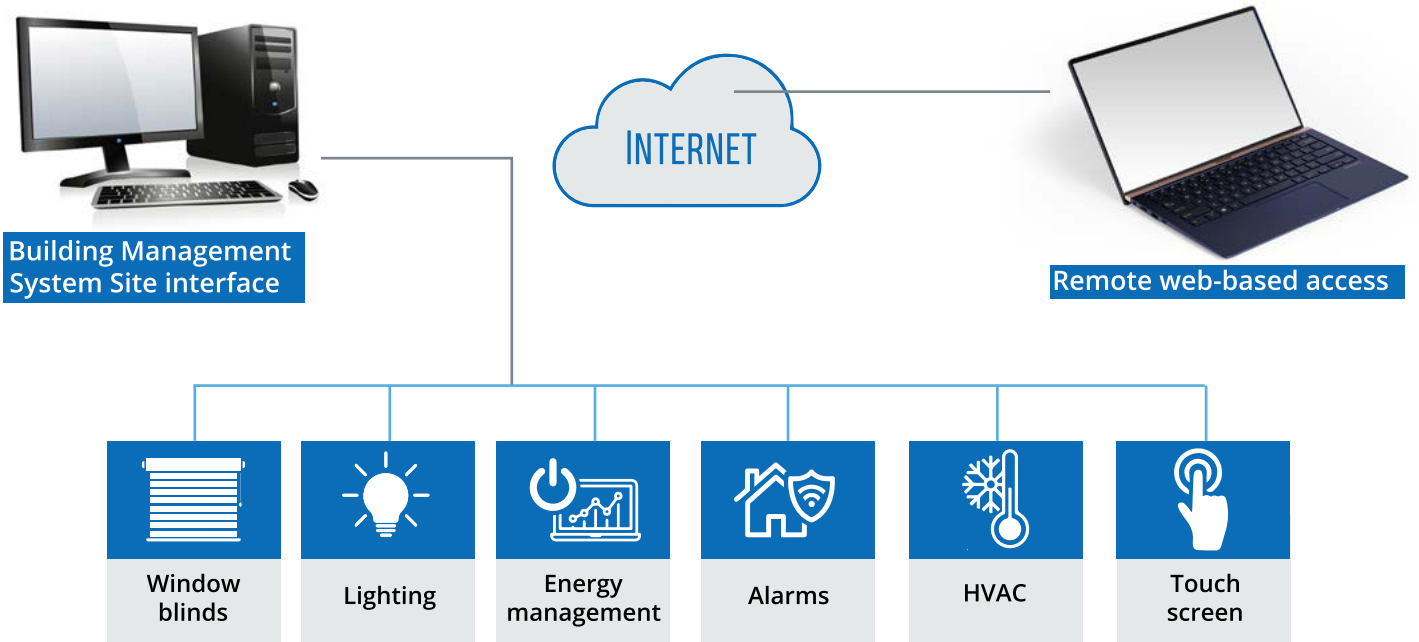 INTERNET
Building Management
System Site interface
Remote web-based access
Window
blinds
Lighting
Energy
management
Alarms
HVAC
Touch
screen